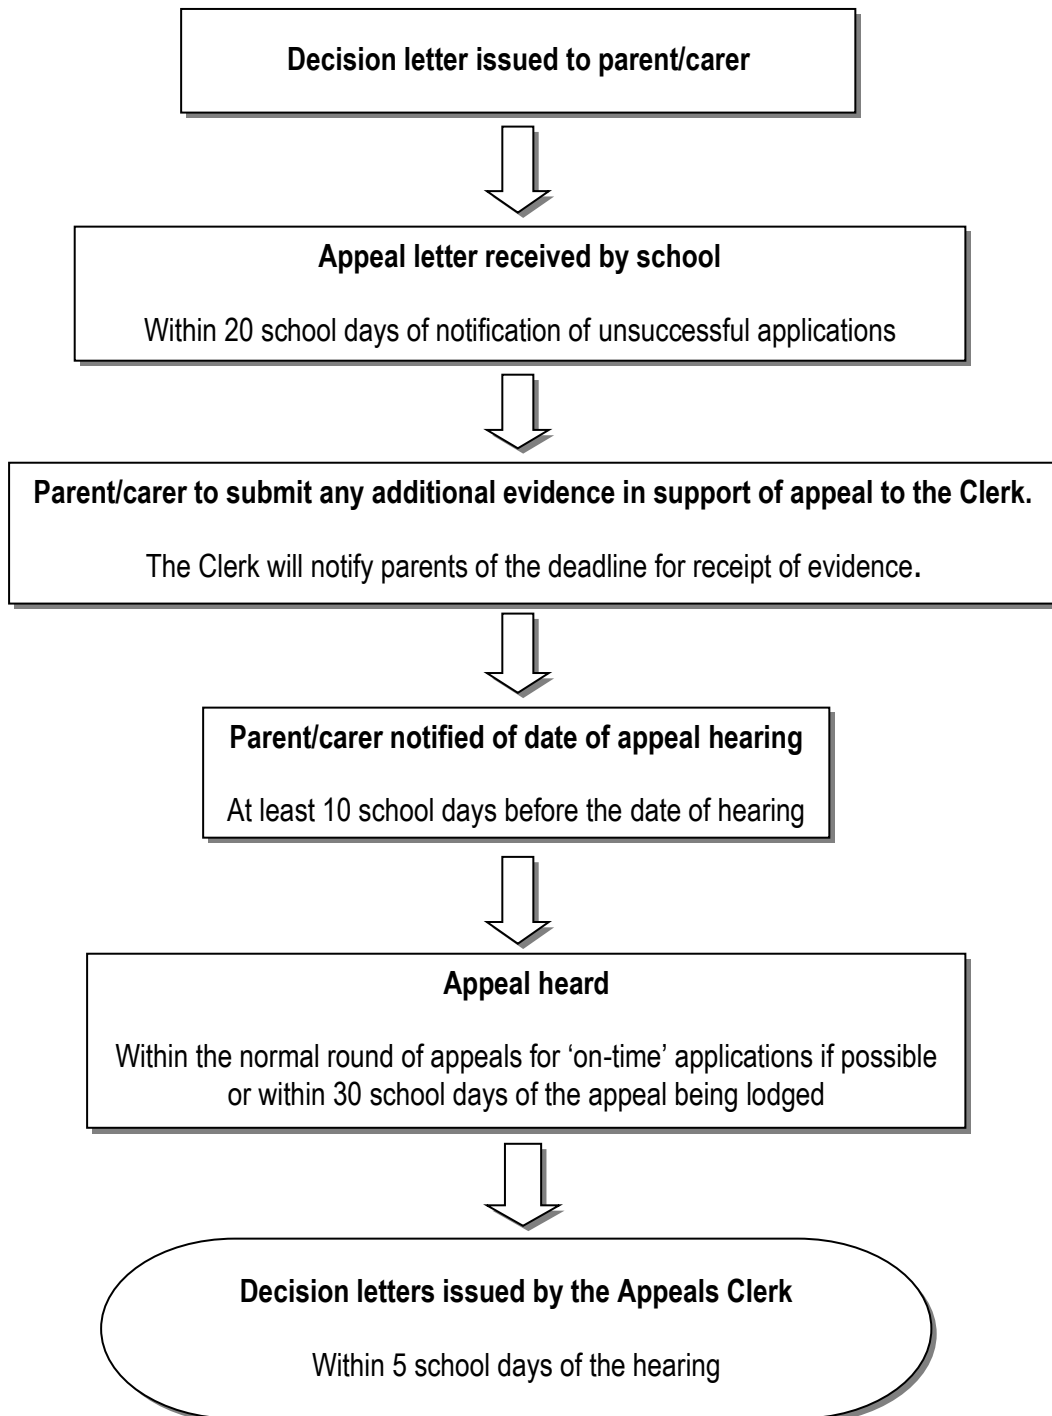 Decision letter issued to parent/carer
Appeal letter received by school
Within 20 school days of notification of unsuccessful applications
Parent/carer to submit any additional evidence in support of appeal to the Clerk.
The Clerk will notify parents of the deadline for receipt of evidence.
Parent/carer notified of date of appeal hearing
At least 10 school days before the date of hearing
Appeal heard
Within the normal round of appeals for ‘on-time’ applications if possible
or within 30 school days of the appeal being lodged
Decision letters issued by the Appeals Clerk
Within 5 school days of the hearing